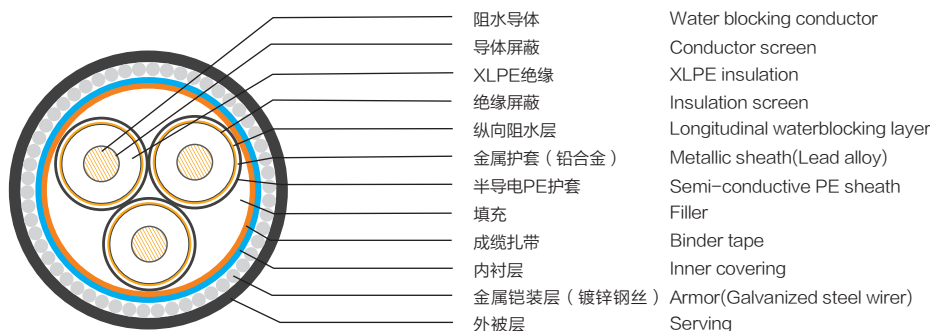 阻水导体 Water blocking conductor
导体屏蔽 Conductor screen
XLPE绝缘 XLPE insulation
绝缘屏蔽 Insulation screen
纵向阻水层 Longitudinal waterblocking layer
金属护套（铅合金） Metallic sheath(Lead alloy)
半导电PE护套 Semi-conductive PE sheath
填充 Filler
成缆扎带 Binder tape
内衬层 Inner covering
金属铠装层（镀锌钢丝） Armor(Galvanized steel wirer)
外被层 Serving